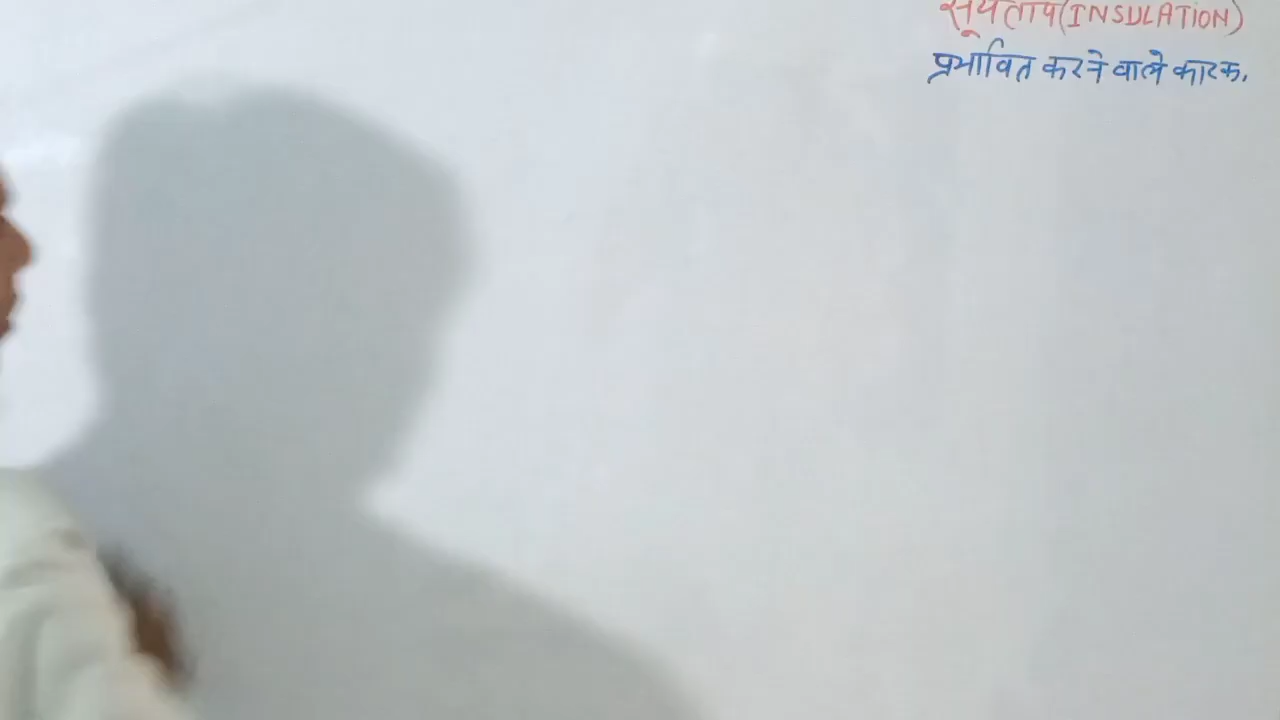 सूर्यताप(INSULATION)
प्रभावित करने वाले कारक.